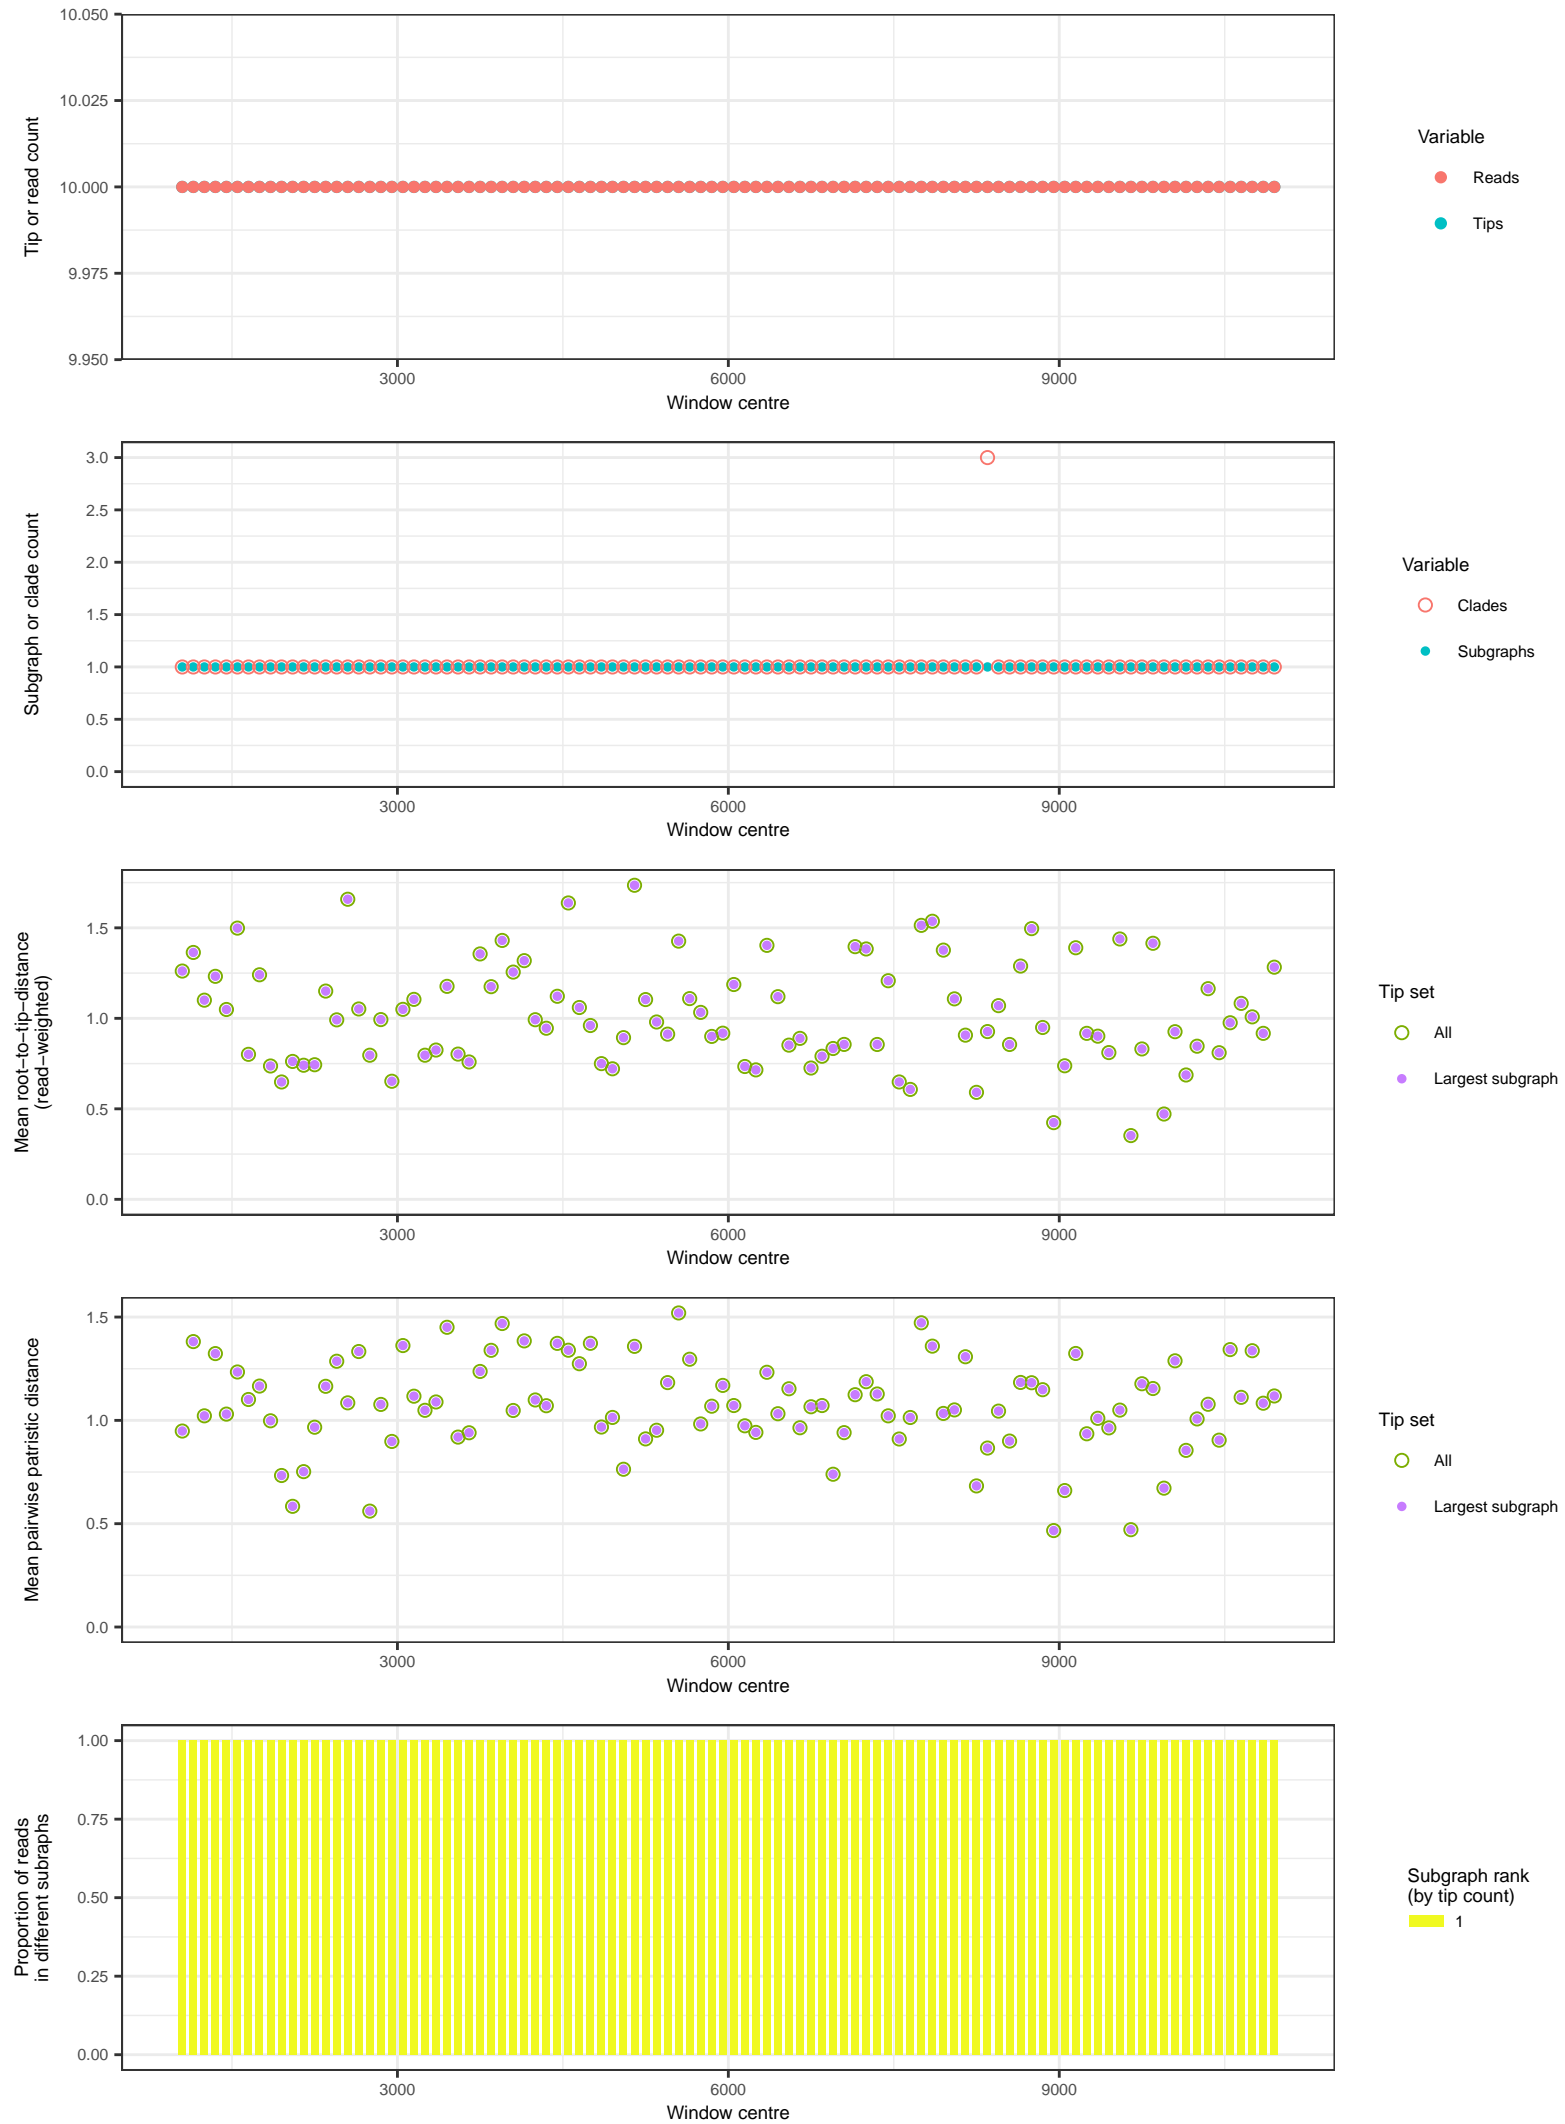 10.050
10.025
10.000
9.975
9.950
Tip or read count
3000
6000
9000
Window centre
Variable
Reads
Tips
3.0
2.5
2.0
1.5
1.0
0.5
0.0
Subgraph or clade count
3000
6000
9000
Window centre
Variable
Clades
Subgraphs
1.5
1.0
0.5
0.0
Mean root−to−tip−distance
(read−weighted)
3000
6000
9000
Window centre
Tip set
All
Largest subgraph
1.5
1.0
0.5
0.0
Mean pairwise patristic distance
3000
6000
9000
Window centre
Tip set
All
Largest subgraph
1.00
0.75
0.50
0.25
0.00
Proportion of reads
in different subraphs
3000
6000
9000
Window centre
Subgraph rank
(by tip count)
1